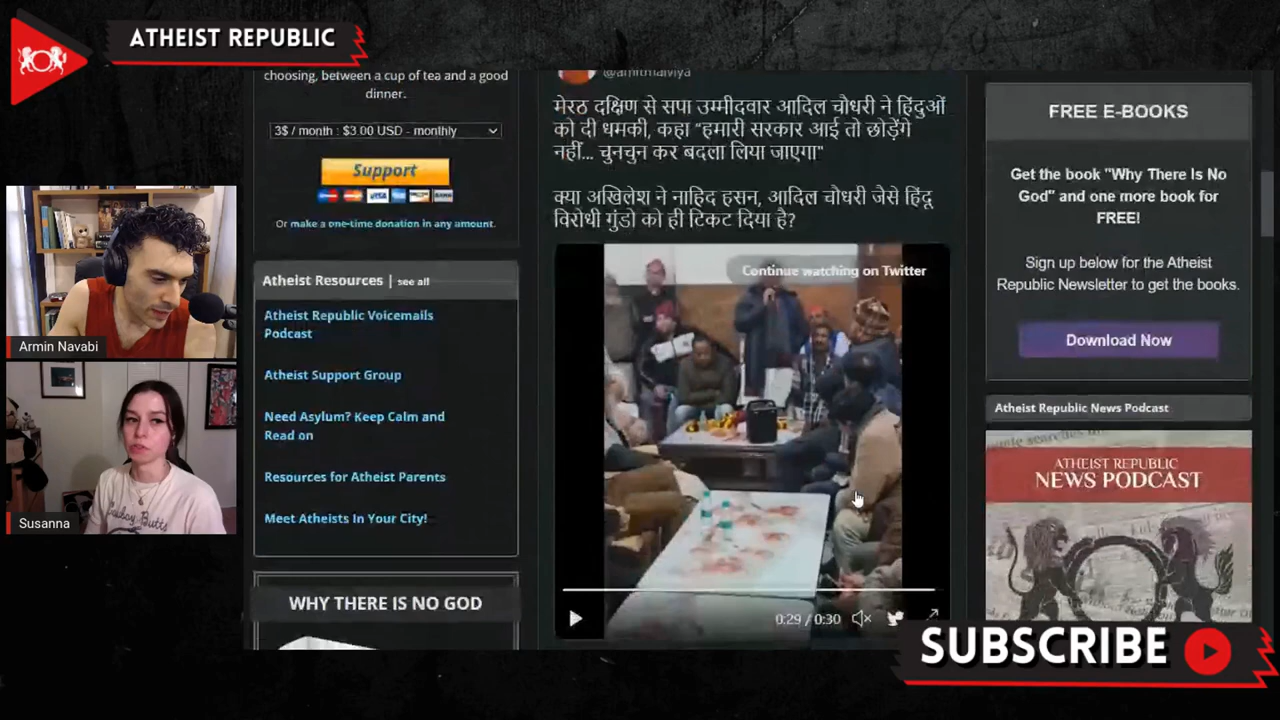 ATHEIST REPUBLIC
choosing, between a cup of tea and a good
dinner.
3$ / month : $3.00 USD - monthly
Support
VISA
Or make a one-time donation in any amount.
Atheist Resources | see all
Atheist Republic Voicemails
Podcast
Atheist Support Group
Need Asylum? Keep Calm and
Read on
Resources for Atheist Parents
Meet Atheists In Your City!
WHY THERE IS NO GOD
@amitmalviya
मेरठ दक्षिण से सपा उम्मीदवार आदिल चौधरी ने हिंदुओं
को दी धमकी, कहा "हमारी सरकार आई तो छोड़ेंगे
नहीं... चुनचुन कर बदला लिया जाएगा"
क्या अखिलेश ने नाहिद हसन, आदिल चौधरी जैसे हिंदू
विरोधी गुंडो को ही टिकट दिया है?
Continue watching on Twitter
0:29 / 0:30
FREE E-BOOKS
Get the book "Why There Is No
God" and one more book for
FREE!
Sign up below for the Atheist
Republic Newsletter to get the books.
Download Now
Atheist Republic News Podcast
ATHEIST REPUBLIC
NEWS PODCAST
Armin Navabi
Susanna
Cowboy Butts
SUBSCRIBE